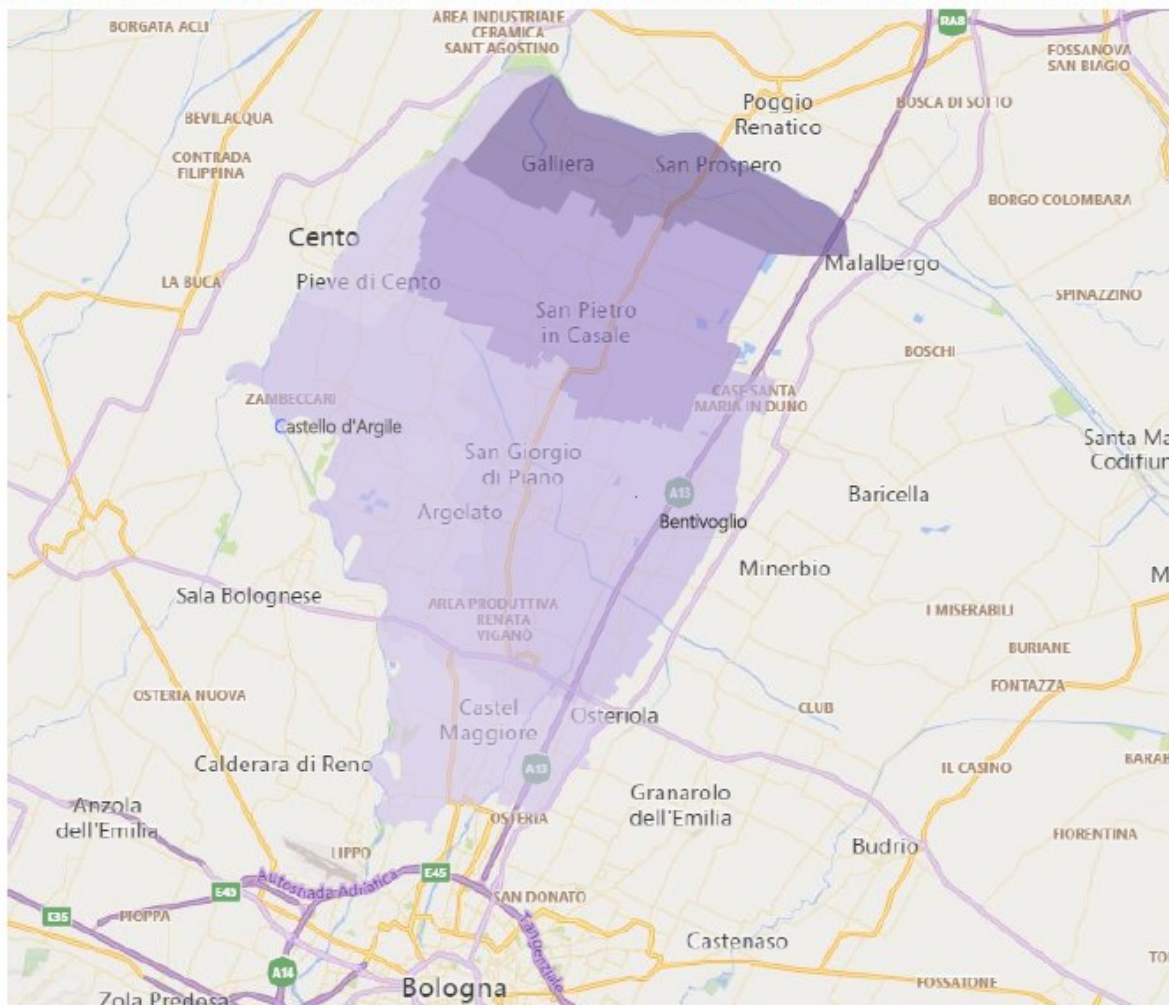 AREA INDUSTRIALE
CERAMICA
SANT'AGOSTINO
BORGATA ACLI
RA8
FOSSANOVA
SAN BIAGIO
BEVILACQUA
Poggio
Renatico
BOSCA DI SOTTO
CONTRADA
FILIPPINA
Galliera
San Prospero
BORGO COLOMBARA
Cento
LA BUCA
Pieve di Cento
Malalbergo
SPINAZZINO
San Pietro
in Casale
BOSCHI
ZAMBECCARI
CASE SANTA
MARIA IN DUNO
Castello d'Argile
San Giorgio
di Piano
Santa Ma
Codifiun
A13
Baricella
Argelato
Bentivoglio
Minerbio
M
Sala Bolognese
AREA PRODUTTIVA
RENATA
VIGANÒ
I MISERABILI
BURIANE
OSTERIA NUOVA
FONTAZZA
Castel
Maggiore
Osteriola
CLUB
Calderara di Reno
A13
IL CASINO
BARAB
Anzola
dell'Emilia
Granarolo
dell'Emilia
OSTERIA
FIORENTINA
LIPPO
Budrio
Autostrada Adriatica
E45
E45
SAN DONATO
E35
PIOPPA
Tangenziale
Castenaso
A14
Bologna
FOSSATONE
Zola Predosa